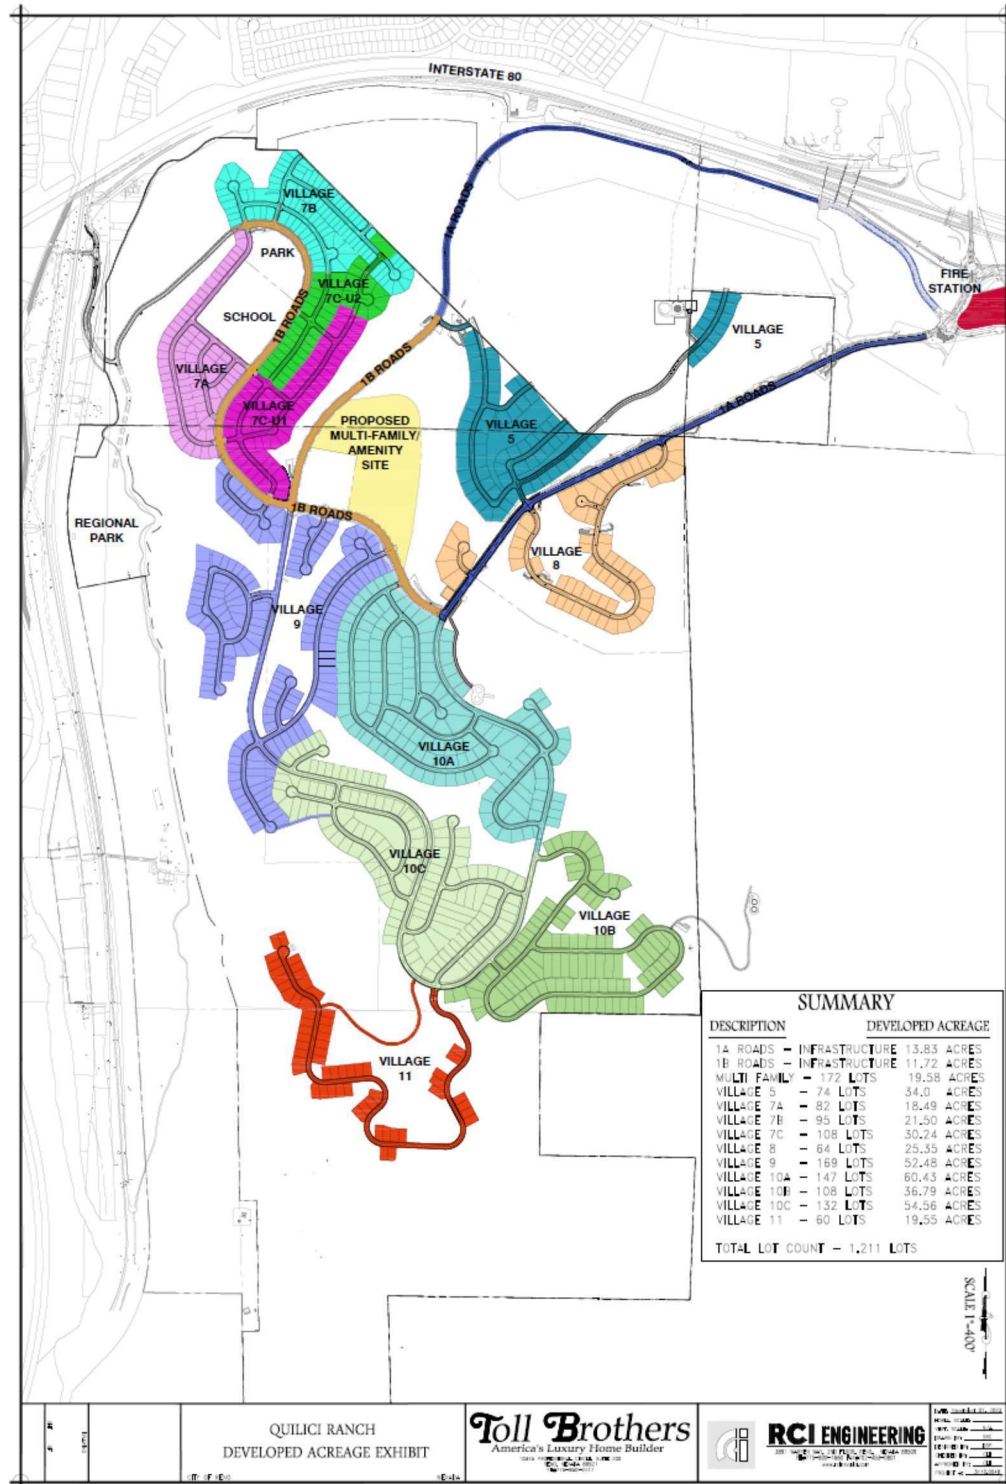 INTERSTATE 80
VILLAGE
7B
1A ROADS
PARK
FIRE
STATION
VILLAGE
7C-U2
SCHOOL
1B ROADS
VILLAGE
5
VILLAGE
7A
1B ROADS
1A ROADS
VILLAGE
7C-U1
PROPOSED
MULTI-FAMILY/
AMENITY
SITE
VILLAGE
5
1B ROADS
REGIONAL
PARK
VILLAGE
8
VILLAGE
9
VILLAGE
10A
VILLAGE
10C
VILLAGE
10B
VILLAGE
11
SUMMARY
DESCRIPTION DEVELOPED ACREAGE
1A ROADS - INFRASTRUCTURE 13.83 ACRES
1B ROADS - INFRASTRUCTURE 11.72 ACRES
MULTI FAMILY - 172 LOTS 19.58 ACRES
VILLAGE 5 - 74 LOTS 34.0 ACRES
VILLAGE 7A - 82 LOTS 18.49 ACRES
VILLAGE 7B - 95 LOTS 21.50 ACRES
VILLAGE 7C - 108 LOTS 30.24 ACRES
VILLAGE 8 - 64 LOTS 25.35 ACRES
VILLAGE 9 - 169 LOTS 52.48 ACRES
VILLAGE 10A - 147 LOTS 60.43 ACRES
VILLAGE 10B - 108 LOTS 36.79 ACRES
VILLAGE 10C - 132 LOTS 54.56 ACRES
VILLAGE 11 - 60 LOTS 19.55 ACRES
TOTAL LOT COUNT - 1,211 LOTS
SCALE 1"=400'
QUILICI RANCH
DEVELOPED ACREAGE EXHIBIT
CITY OF RENO NEVADA
Toll Brothers
America's Luxury Home Builder
RCI ENGINEERING